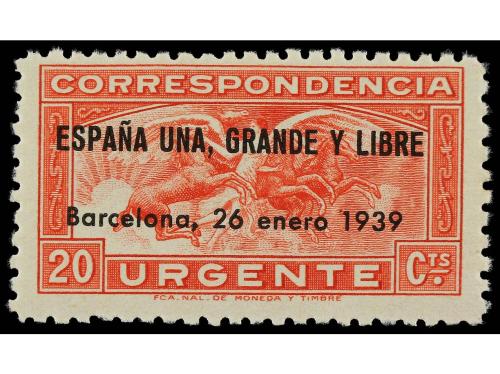 CORRESPONDENCIA
ESPAÑA UNA, GRANDE Y LIBRE
Barcelona, 26 enero 1939
20 URGENTE CTS
FCA. NAL. DE MONEDA Y TIMBRE